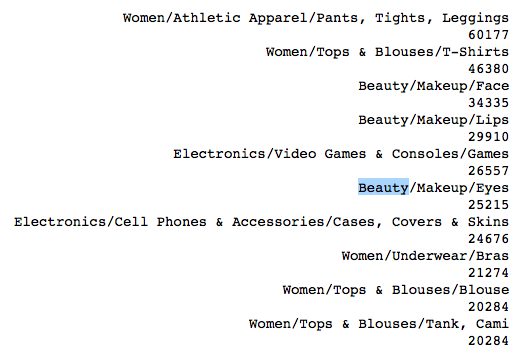 Women/Athletic Apparel/Pants, Tights, Leggings
60177
Women/Tops & Blouses/T-Shirts
46380
Beauty/Makeup/Face
34335
Beauty/Makeup/Lips
29910
Electronics/Video Games & Consoles/Games
26557
Beauty/Makeup/Eyes
25215
Electronics/Cell Phones & Accessories/Cases, Covers & Skins
24676
Women/Underwear/Bras
21274
Women/Tops & Blouses/Blouse
20284
Women/Tops & Blouses/Tank, Cami
20284